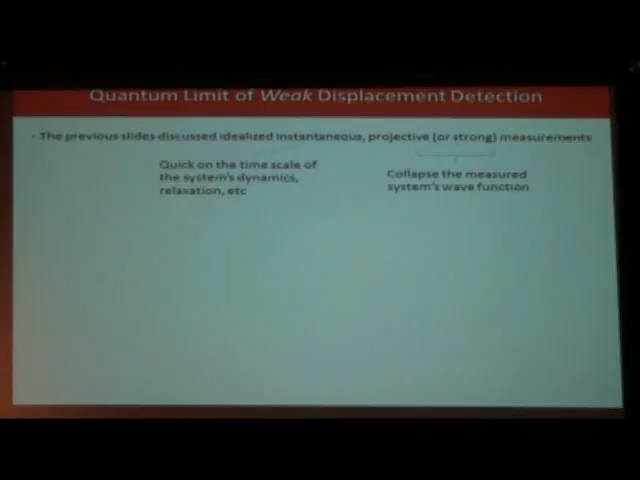 Quantum Limit of Weak Displacement Detection
· The previous slides discussed idealized instantaneous, projective (or strong) measurements
Quick on the time scale of
the system's dynamics,
relaxation, etc
Collapse the measured
system's wave function